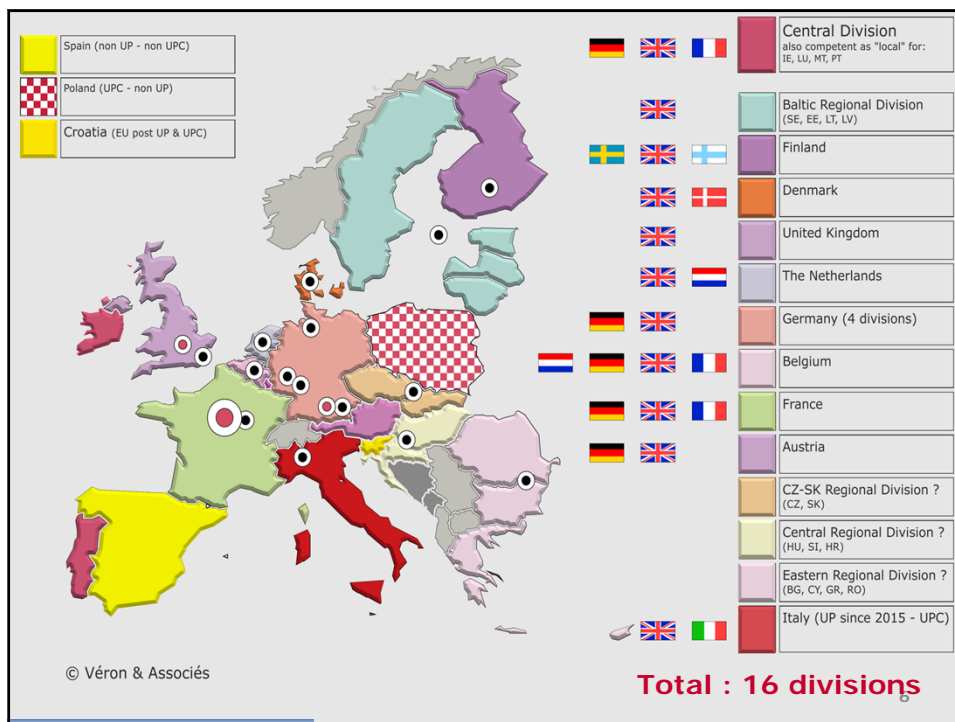 Spain (non UP - non UPC)
Poland (UPC - non UP)
Croatia (EU post UP & UPC)
Central Division
also competent as "local" for:
IE, LU, MT, PT
Baltic Regional Division
(SE, EE, LT, LV)
Finland
Denmark
United Kingdom
The Netherlands
Germany (4 divisions)
Belgium
France
Austria
CZ-SK Regional Division ?
(CZ, SK)
Central Regional Division ?
(HU, SI, HR)
Eastern Regional Division ?
(BG, CY, GR, RO)
Italy (UP since 2015 - UPC)
© Véron & Associés
Total : 16 divisions
6